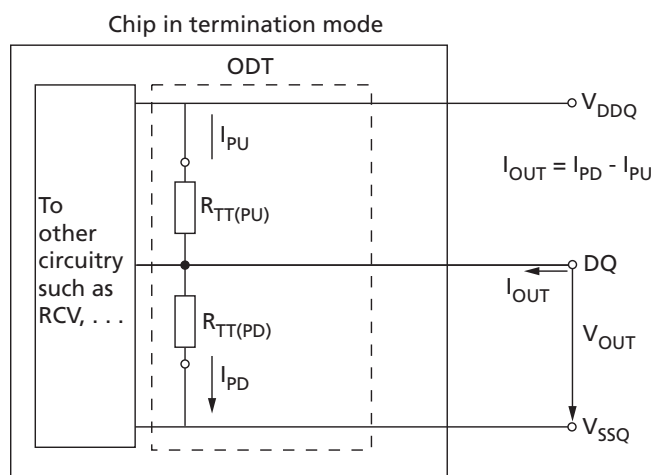 Chip in termination mode
ODT
V_DDQ
I_PU
I_OUT = I_PD - I_PU
R_TT(PU)
To
other
circuitry
such as
RCV, . . .
DQ
I_OUT
R_TT(PD)
V_OUT
I_PD
V_SSQ